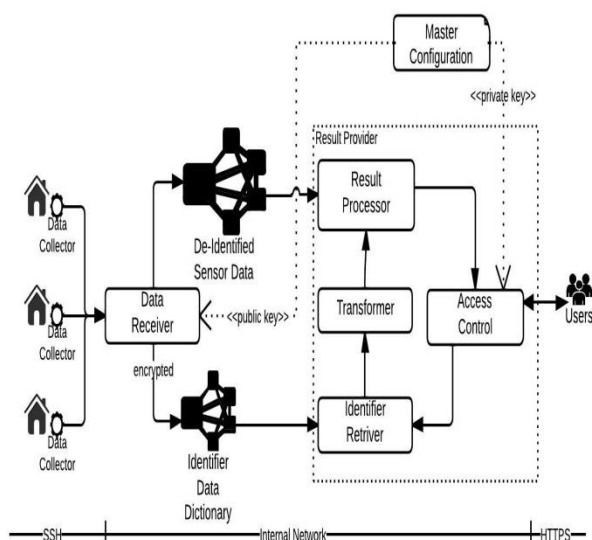 Master
Configuration
<<private key>>
Result Provider
Result
Processor
Data
Collector
De-Identified
Sensor Data
Data
Collector
Data
Receiver
<<public key>>
Transformer
Access
Control
Users
encrypted
Data
Collector
Identifier
Retriver
Identifier
Data
Dictionary
SSH
Internal Network
HTTPS